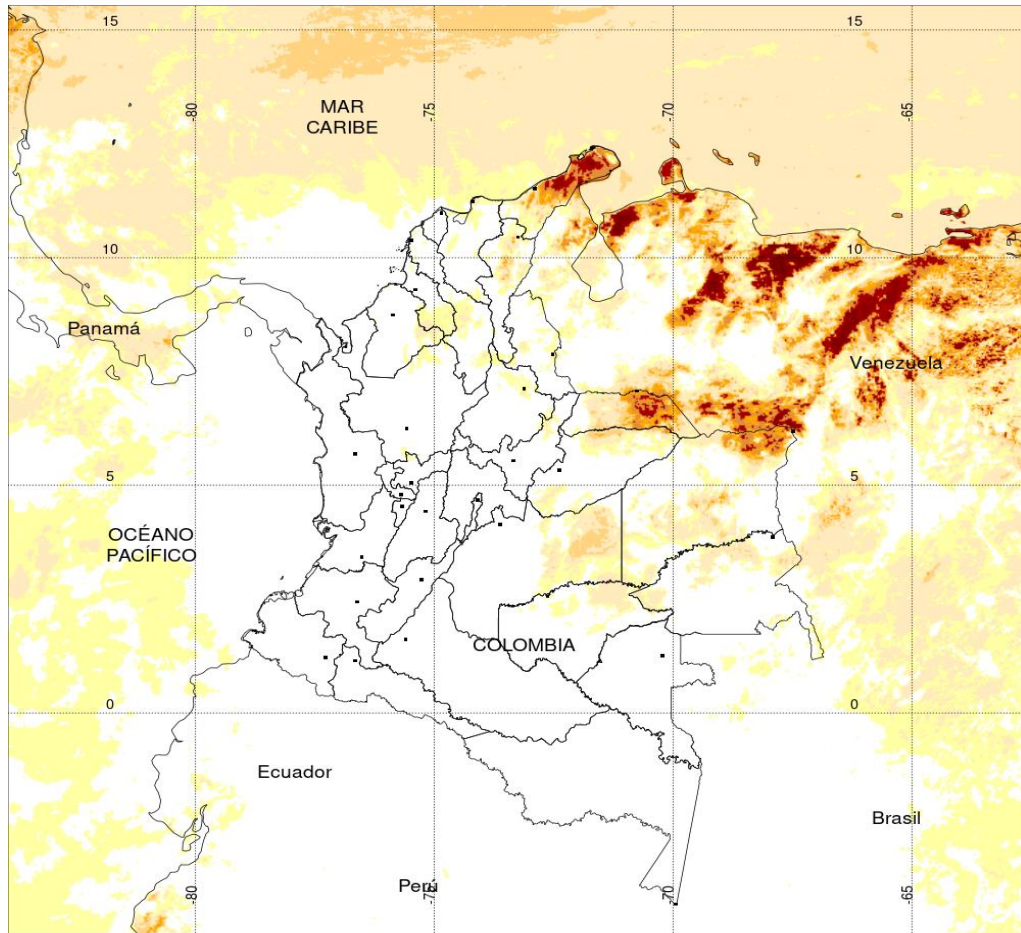 15 15
-80 -75 -70 -65
MAR
CARIBE
10 10
Panamá
Venezuela
5 5
OCÉANO
PACÍFICO
COLOMBIA
0 0
Ecuador
Brasil
Perú
-80 -75 -70 -65